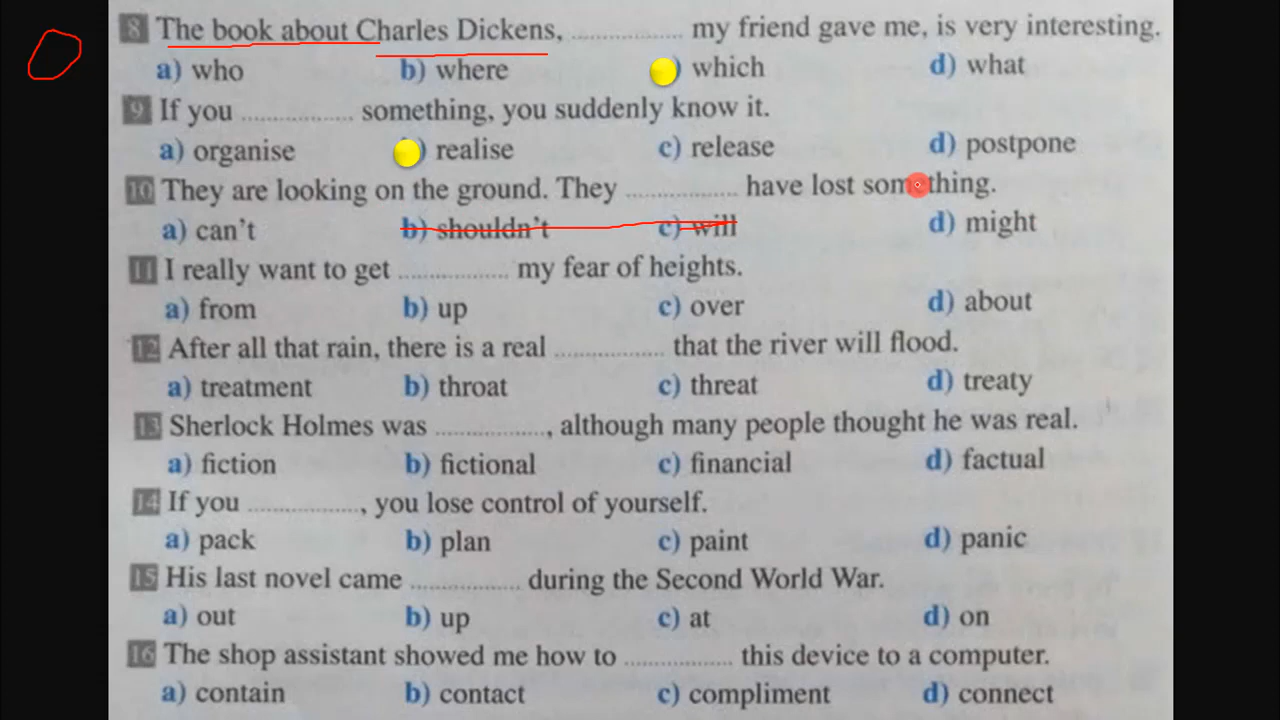 8 The book about Charles Dickens, .............. my friend gave me, is very interesting.
a) who b) where ) which d) what
9 If you .............. something, you suddenly know it.
a) organise ) realise c) release d) postpone
10 They are looking on the ground. They .............. have lost something.
a) can't b) shouldn't c) will d) might
11 I really want to get .............. my fear of heights.
a) from b) up c) over d) about
12 After all that rain, there is a real .............. that the river will flood.
a) treatment b) throat c) threat d) treaty
13 Sherlock Holmes was .............., although many people thought he was real.
a) fiction b) fictional c) financial d) factual
14 If you .............., you lose control of yourself.
a) pack b) plan c) paint d) panic
15 His last novel came .............. during the Second World War.
a) out b) up c) at d) on
16 The shop assistant showed me how to .............. this device to a computer.
a) contain b) contact c) compliment d) connect